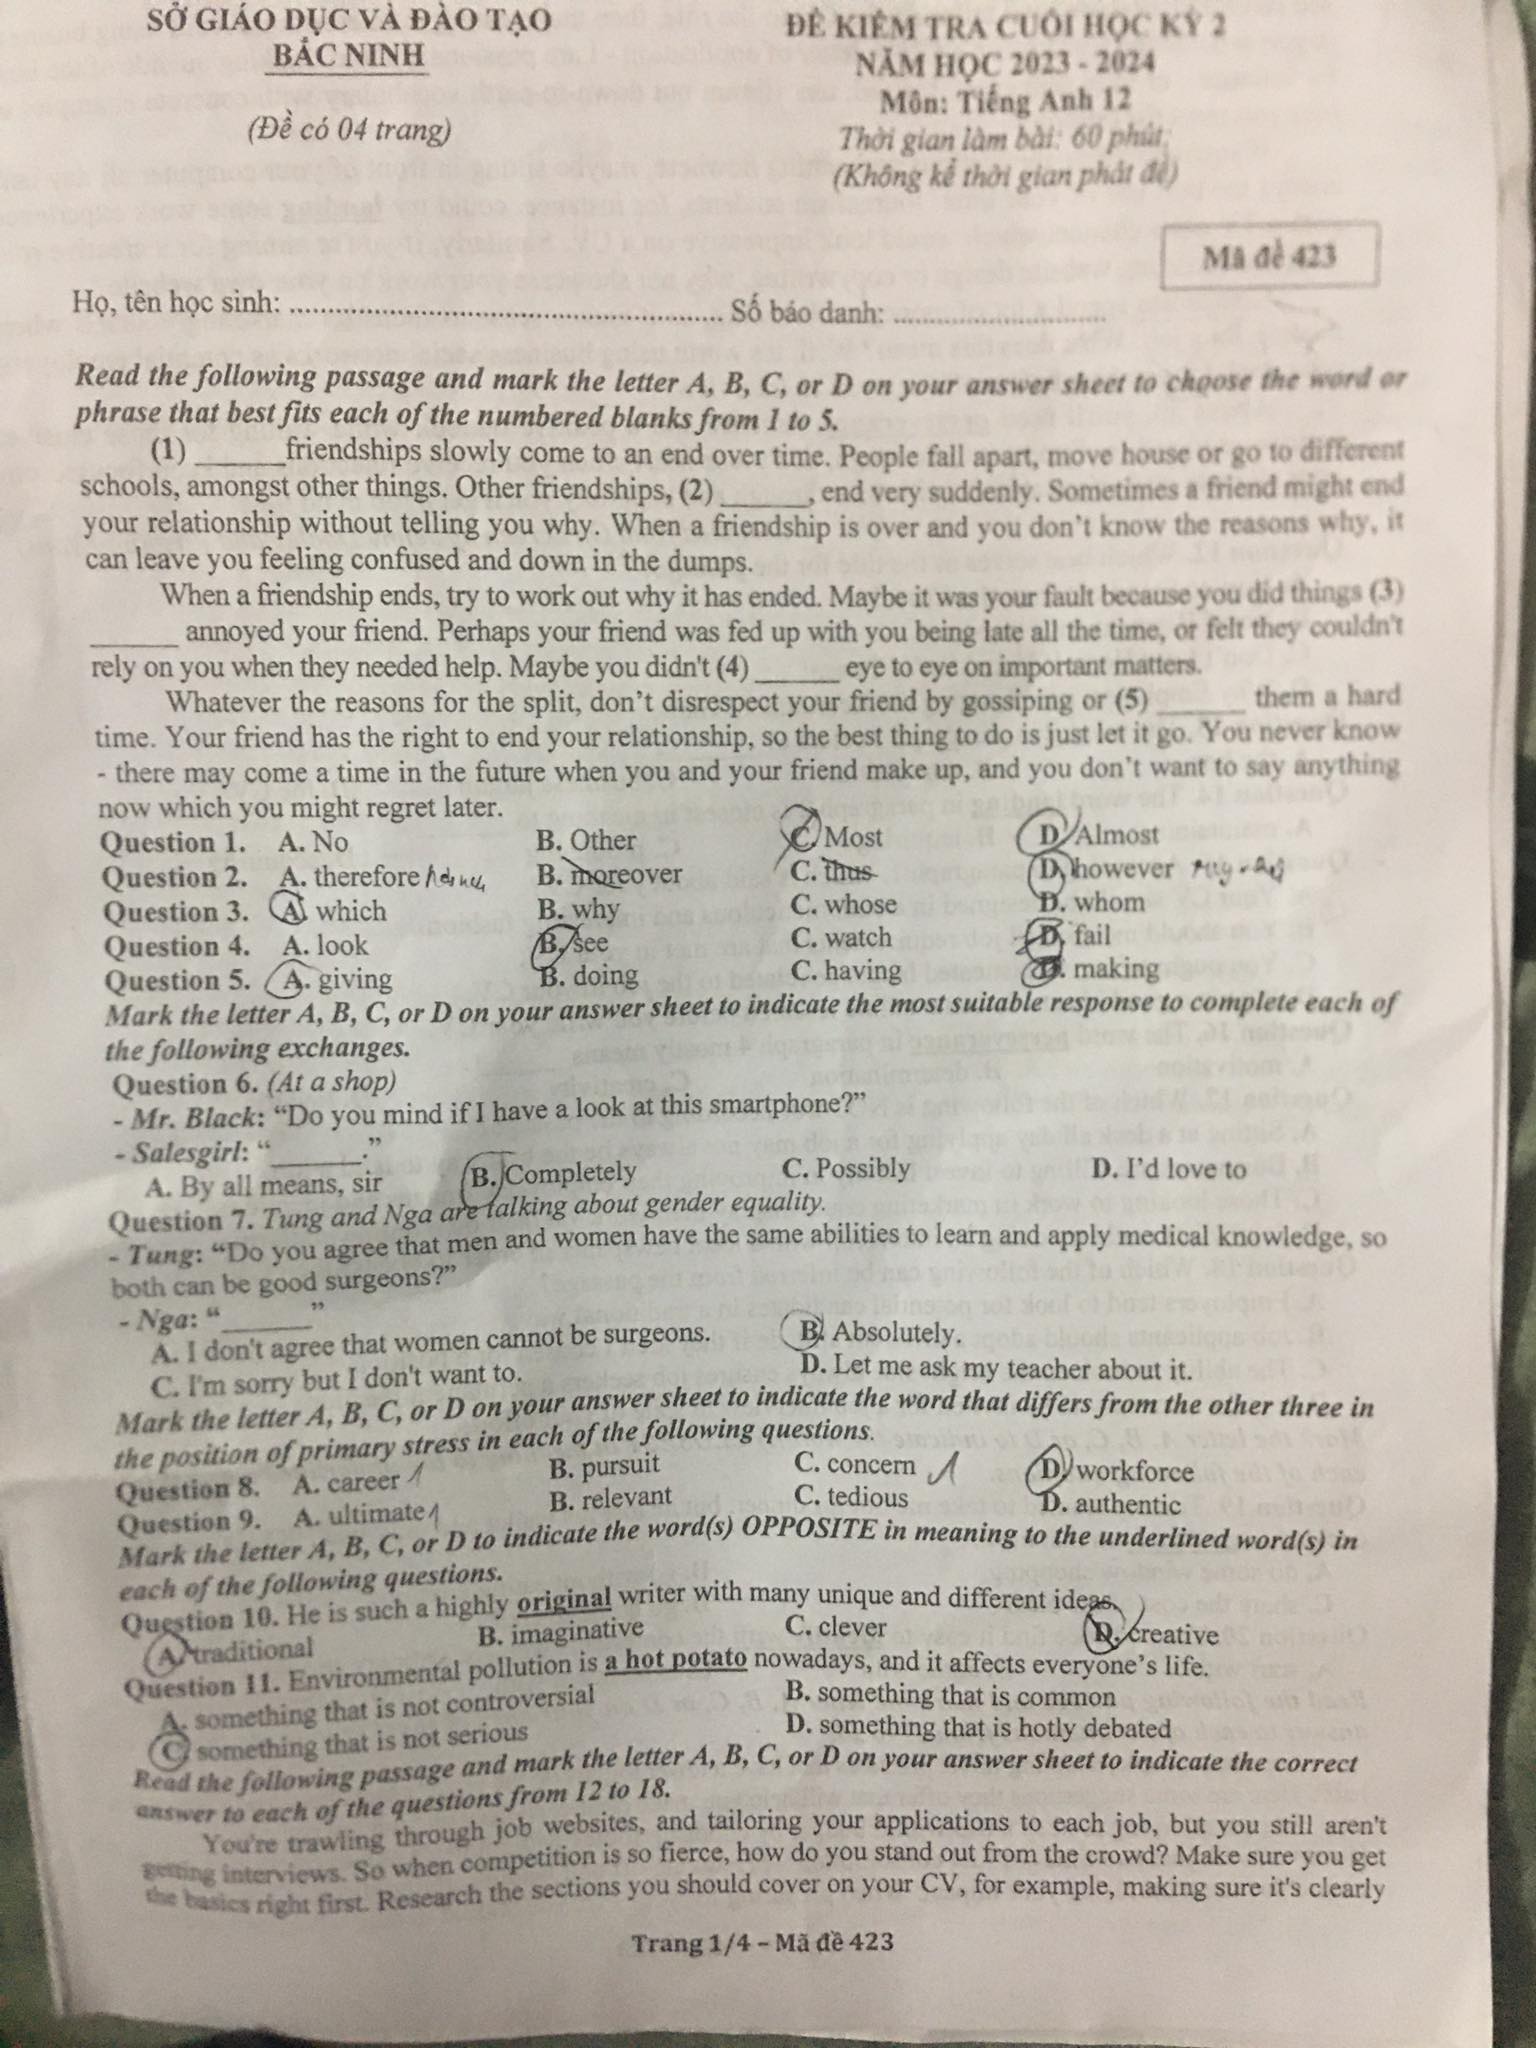 SỞ GIÁO DỤC VÀ ĐÀO TẠO
BẮC NINH
(Đề có 04 trang)
ĐỀ KIỂM TRA CUỐI HỌC KỲ 2
NĂM HỌC 2023 - 2024
Môn: Tiếng Anh 12
Thời gian làm bài: 60 phút
(Không kể thời gian phát đề)
Mã đề 423
Họ, tên học sinh: ........................................................ Số báo danh: ............................
Read the following passage and mark the letter A, B, C, or D on your answer sheet to choose the word or
phrase that best fits each of the numbered blanks from 1 to 5.
(1) ______friendships slowly come to an end over time. People fall apart, move house or go to different
schools, amongst other things. Other friendships, (2) ______, end very suddenly. Sometimes a friend might end
your relationship without telling you why. When a friendship is over and you don't know the reasons why, it
can leave you feeling confused and down in the dumps.
When a friendship ends, try to work out why it has ended. Maybe it was your fault because you did things (3)
______ annoyed your friend. Perhaps your friend was fed up with you being late all the time, or felt they couldn't
rely on you when they needed help. Maybe you didn't (4) ______ eye to eye on important matters.
Whatever the reasons for the split, don't disrespect your friend by gossiping or (5) ______ them a hard
time. Your friend has the right to end your relationship, so the best thing to do is just let it go. You never know
- there may come a time in the future when you and your friend make up, and you don't want to say anything
now which you might regret later.
Question 1. A. No B. Other C. Most D. Almost
Question 2. A. therefore B. moreover C. thus D. however
Question 3. A. which B. why C. whose D. whom
Question 4. A. look B. see C. watch D. fail
Question 5. A. giving B. doing C. having D. making
Mark the letter A, B, C, or D on your answer sheet to indicate the most suitable response to complete each of
the following exchanges.
Question 6. (At a shop)
- Mr. Black: “Do you mind if I have a look at this smartphone?”
- Salesgirl: “______.”
A. By all means, sir B. Completely C. Possibly D. I'd love to
Question 7. Tung and Nga are talking about gender equality.
- Tung: “Do you agree that men and women have the same abilities to learn and apply medical knowledge, so
both can be good surgeons?”
- Nga: “______”
A. I don't agree that women cannot be surgeons. B. Absolutely.
C. I'm sorry but I don't want to. D. Let me ask my teacher about it.
Mark the letter A, B, C, or D on your answer sheet to indicate the word that differs from the other three in
the position of primary stress in each of the following questions.
Question 8. A. career B. pursuit C. concern D. workforce
Question 9. A. ultimate B. relevant C. tedious D. authentic
Mark the letter A, B, C, or D to indicate the word(s) OPPOSITE in meaning to the underlined word(s) in
each of the following questions.
Question 10. He is such a highly original writer with many unique and different ideas.
A. traditional B. imaginative C. clever D. creative
Question 11. Environmental pollution is a hot potato nowadays, and it affects everyone's life.
A. something that is not controversial B. something that is common
C. something that is not serious D. something that is hotly debated
Read the following passage and mark the letter A, B, C, or D on your answer sheet to indicate the correct
answer to each of the questions from 12 to 18.
You're trawling through job websites, and tailoring your applications to each job, but you still aren't
getting interviews. So when competition is so fierce, how do you stand out from the crowd? Make sure you get
the basics right first. Research the sections you should cover on your CV, for example, making sure it's clearly
Trang 1/4 – Mã đề 423